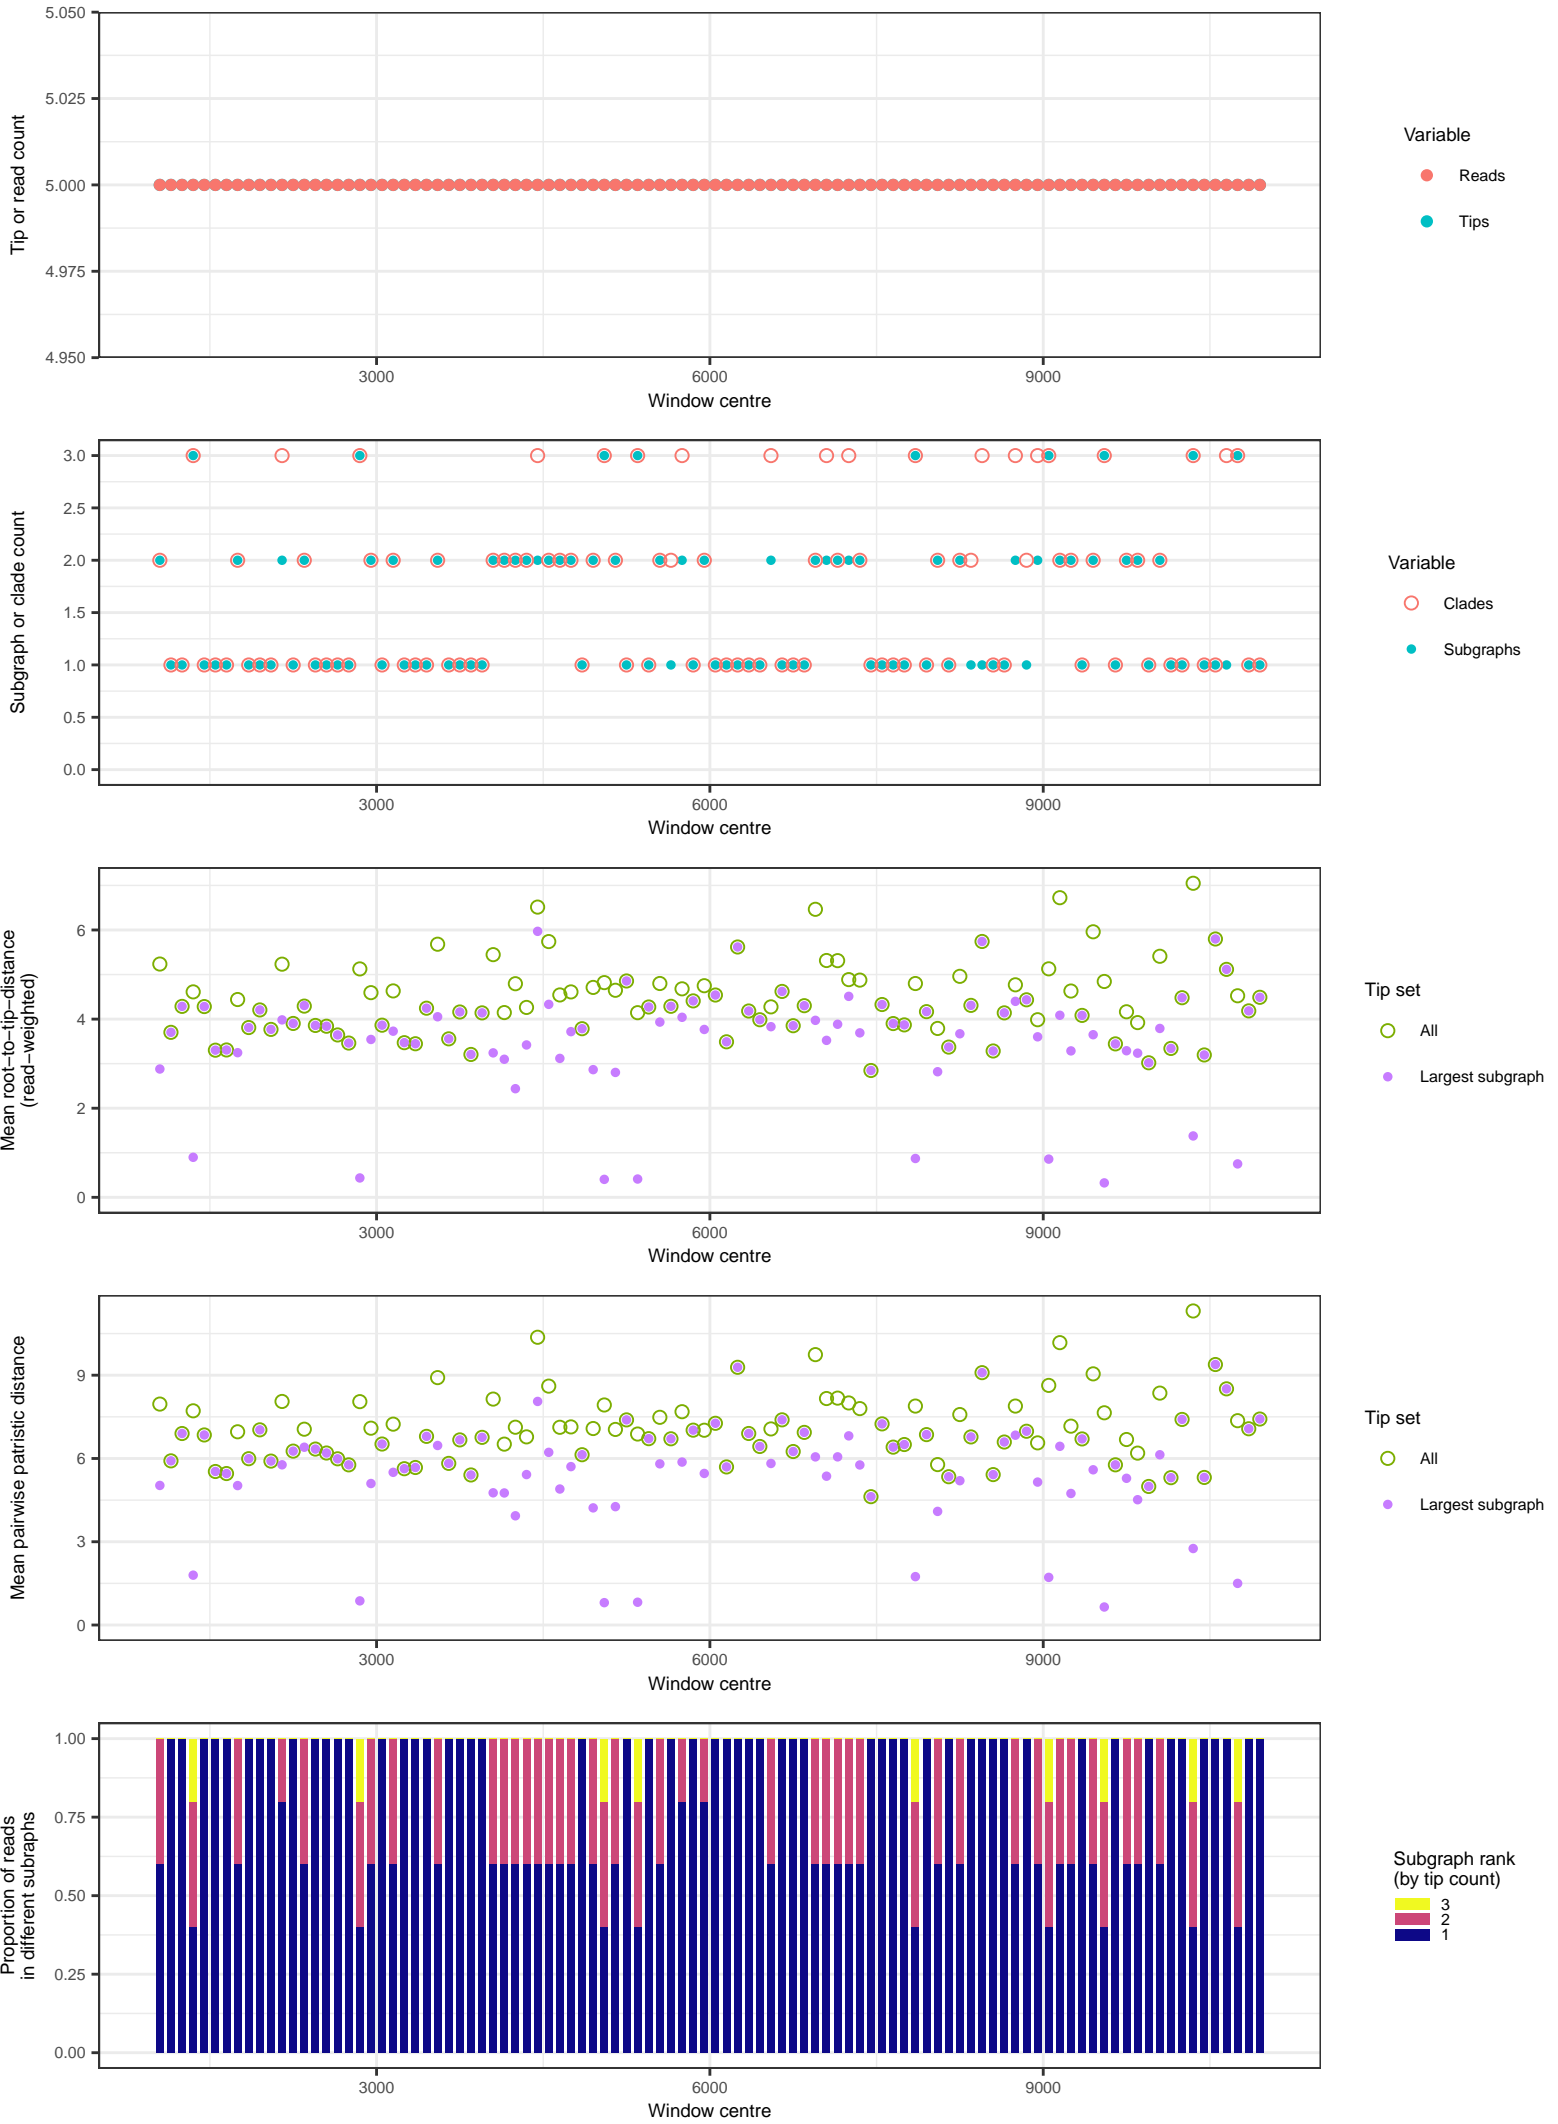 5.050
5.025
5.000
4.975
4.950
Tip or read count
3000
6000
9000
Window centre
Variable
Reads
Tips
3.0
2.5
2.0
1.5
1.0
0.5
0.0
Subgraph or clade count
3000
6000
9000
Window centre
Variable
Clades
Subgraphs
6
4
2
0
Mean root−to−tip−distance
(read−weighted)
3000
6000
9000
Window centre
Tip set
All
Largest subgraph
9
6
3
0
Mean pairwise patristic distance
3000
6000
9000
Window centre
Tip set
All
Largest subgraph
1.00
0.75
0.50
0.25
0.00
Proportion of reads
in different subraphs
3000
6000
9000
Window centre
Subgraph rank
(by tip count)
3
2
1